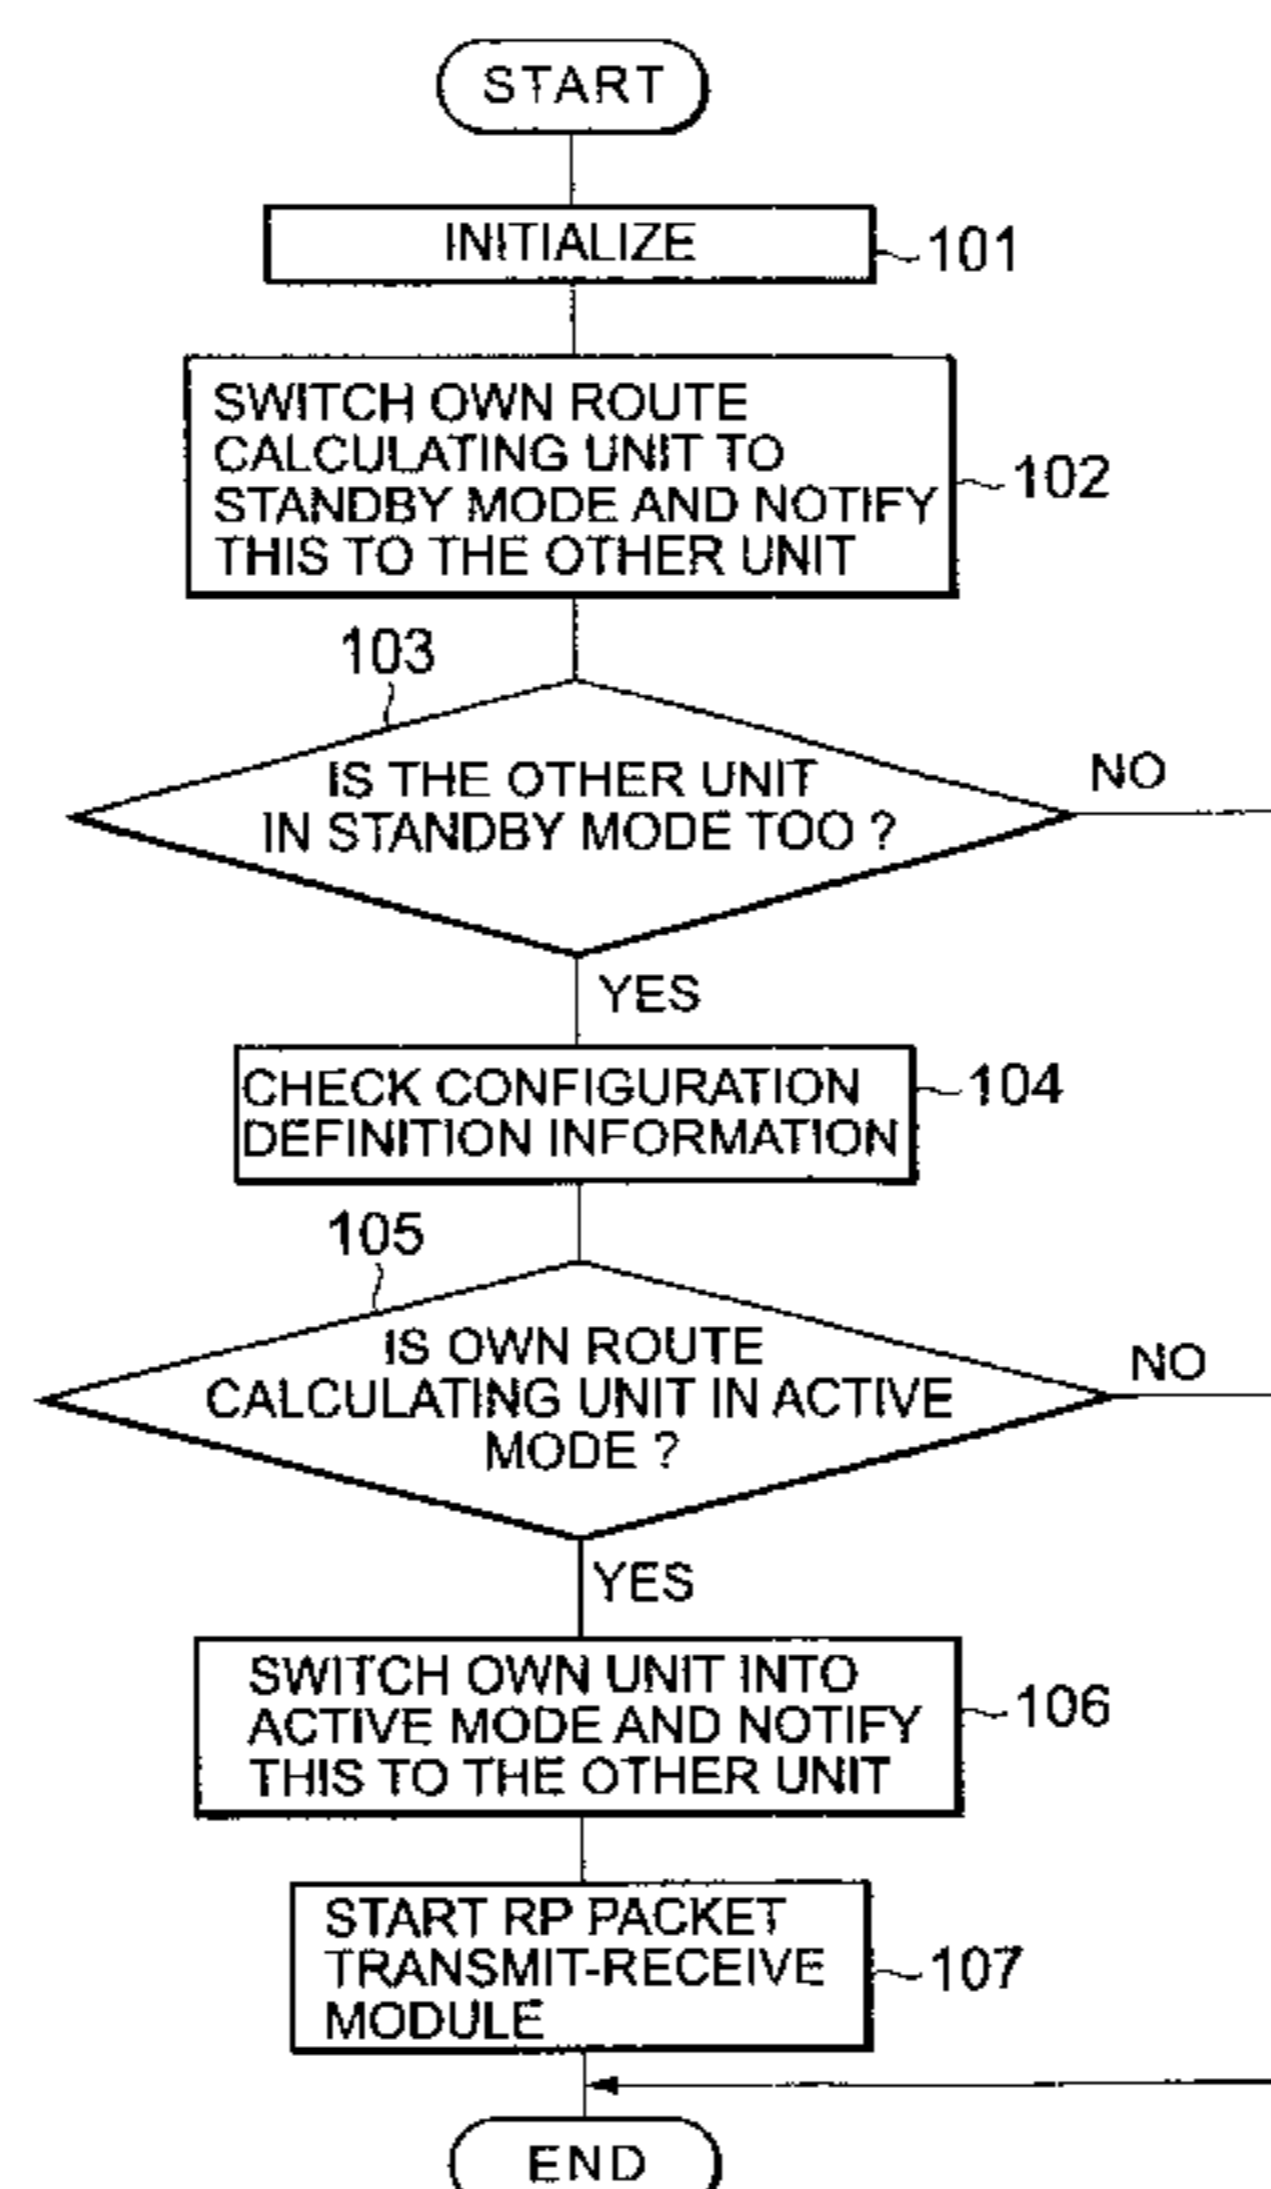 START
INITIALIZE
101
SWITCH OWN ROUTE
CALCULATING UNIT TO
STANDBY MODE AND NOTIFY
THIS TO THE OTHER UNIT
102
103
IS THE OTHER UNIT
IN STANDBY MODE TOO ?
NO
YES
CHECK CONFIGURATION
DEFINITION INFORMATION
104
105
IS OWN ROUTE
CALCULATING UNIT IN ACTIVE
MODE ?
NO
YES
SWITCH OWN UNIT INTO
ACTIVE MODE AND NOTIFY
THIS TO THE OTHER UNIT
106
START RP PACKET
TRANSMIT-RECEIVE
MODULE
107
END